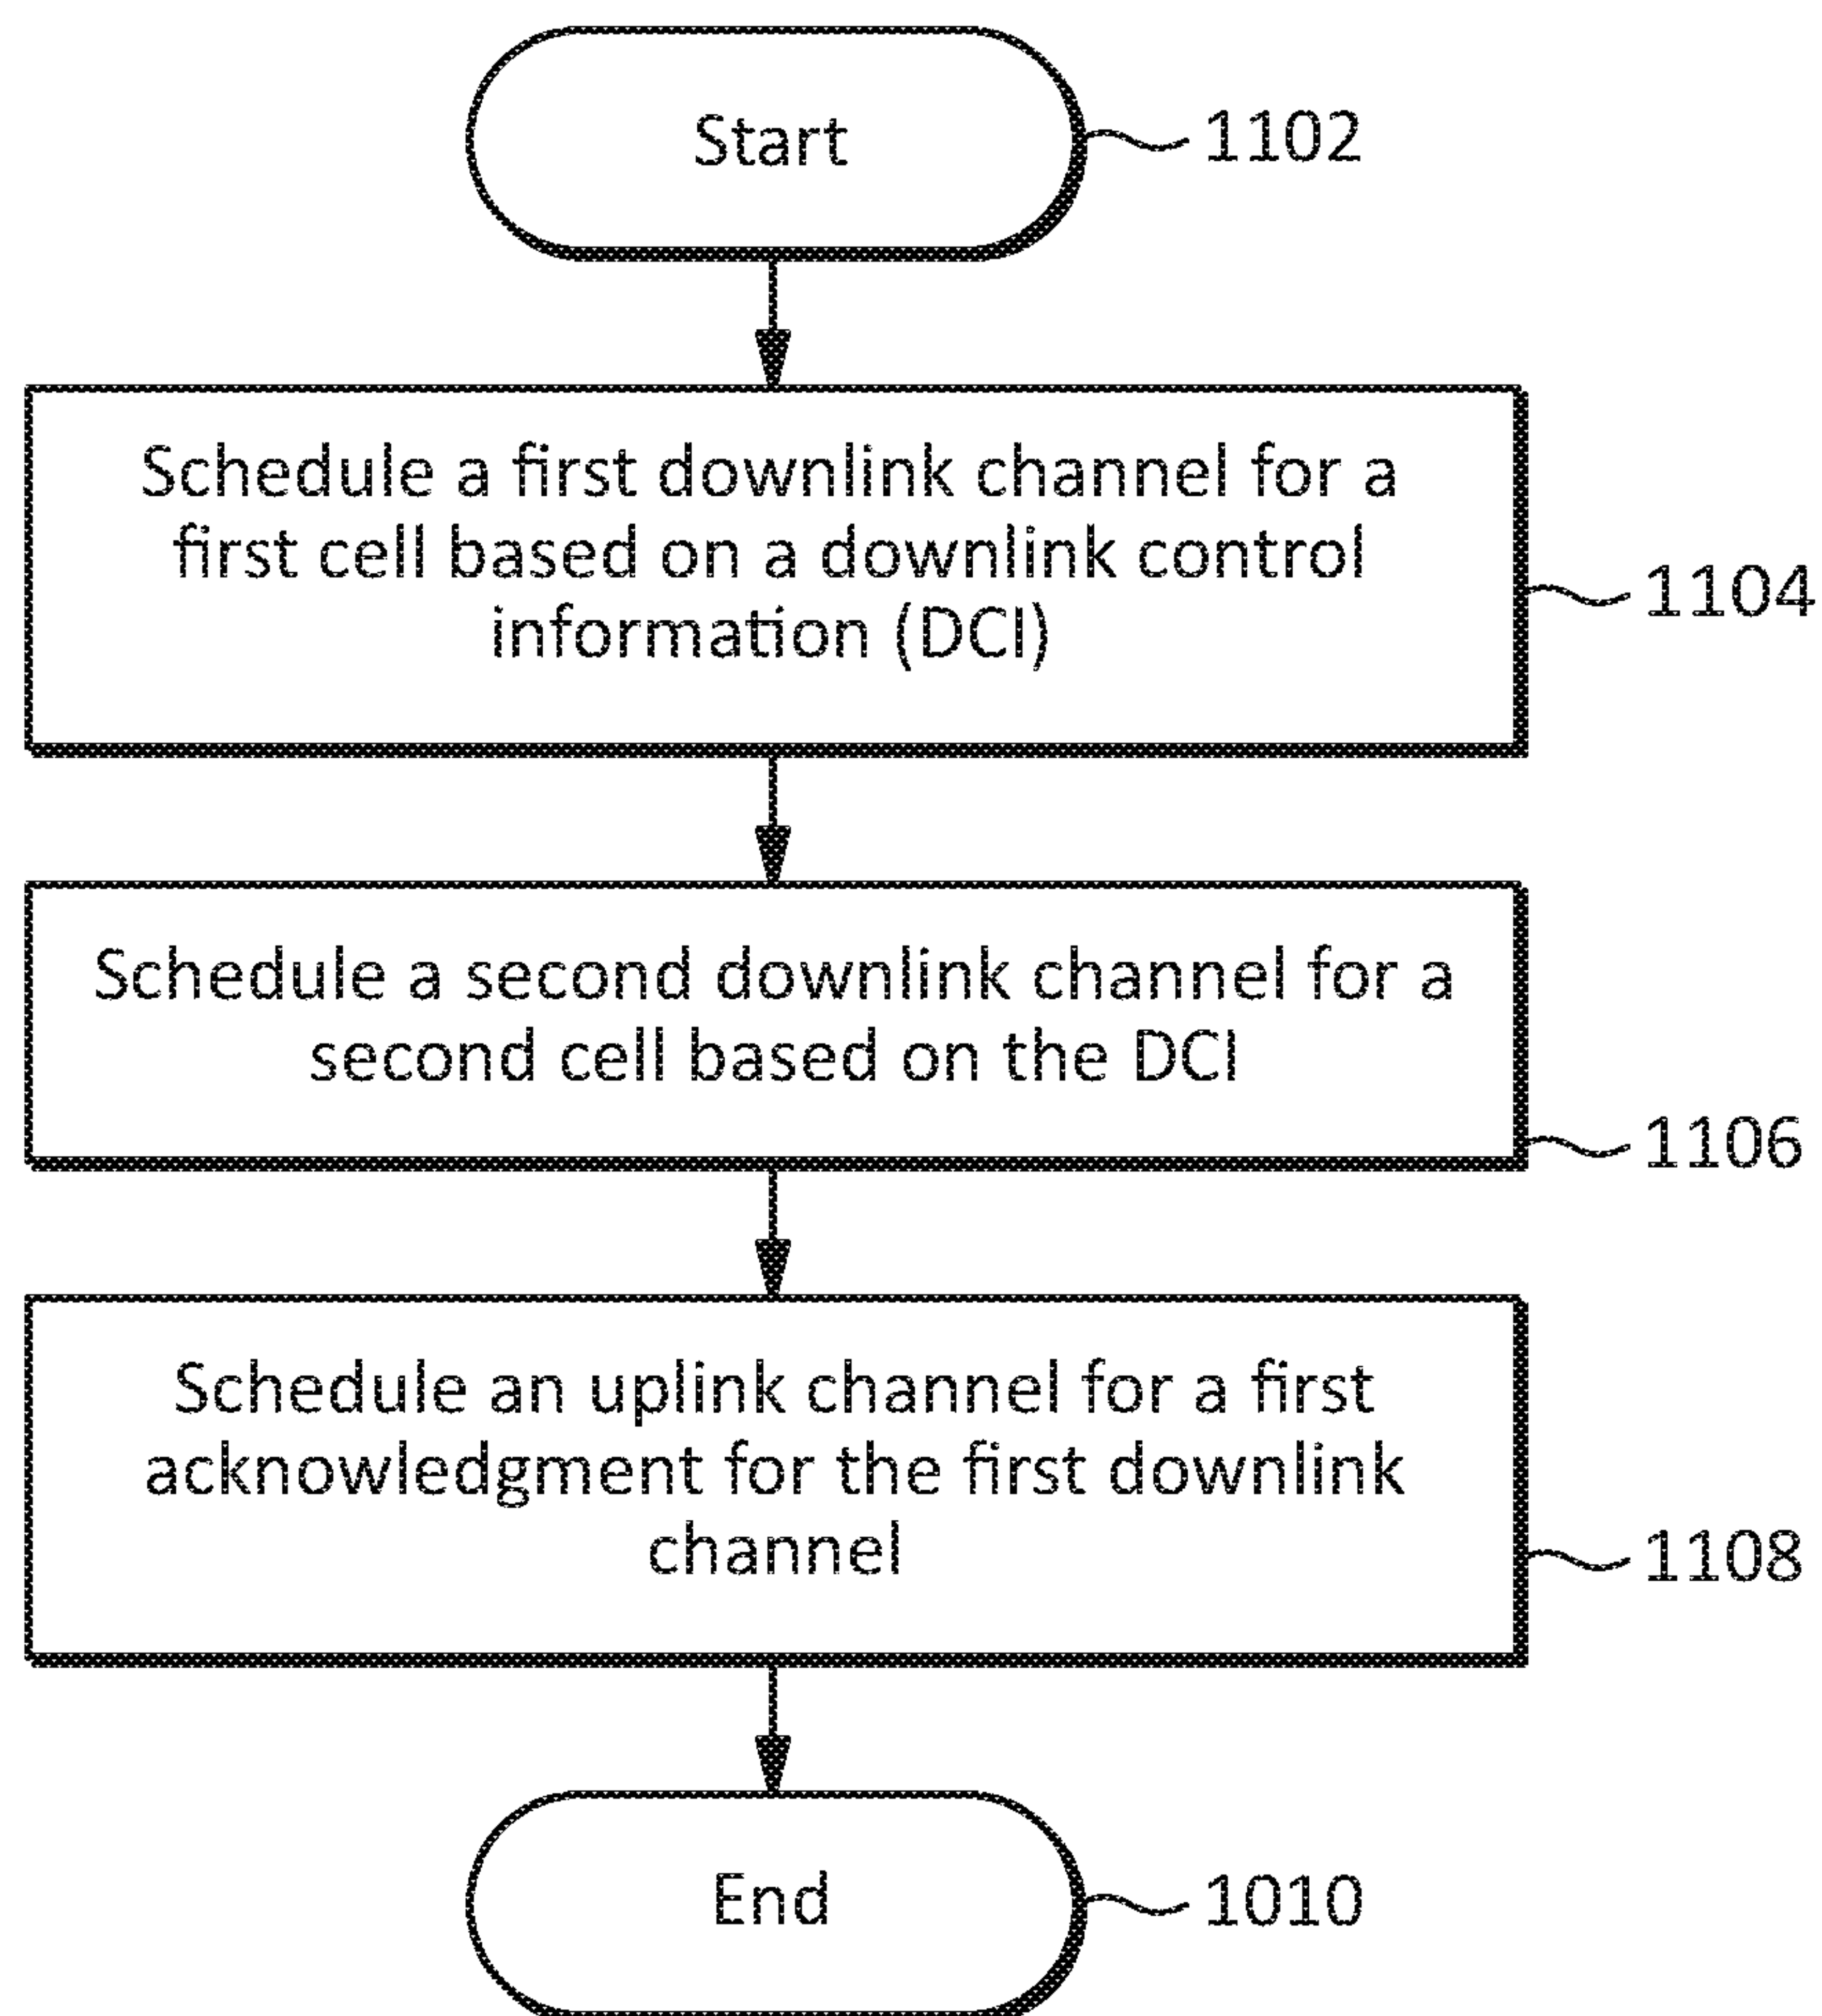 Start
1102
Schedule a first downlink channel for a
first cell based on a downlink control
information (DCI)
1104
Schedule a second downlink channel for a
second cell based on the DCI
1106
Schedule an uplink channel for a first
acknowledgment for the first downlink
channel
1108
End
1010